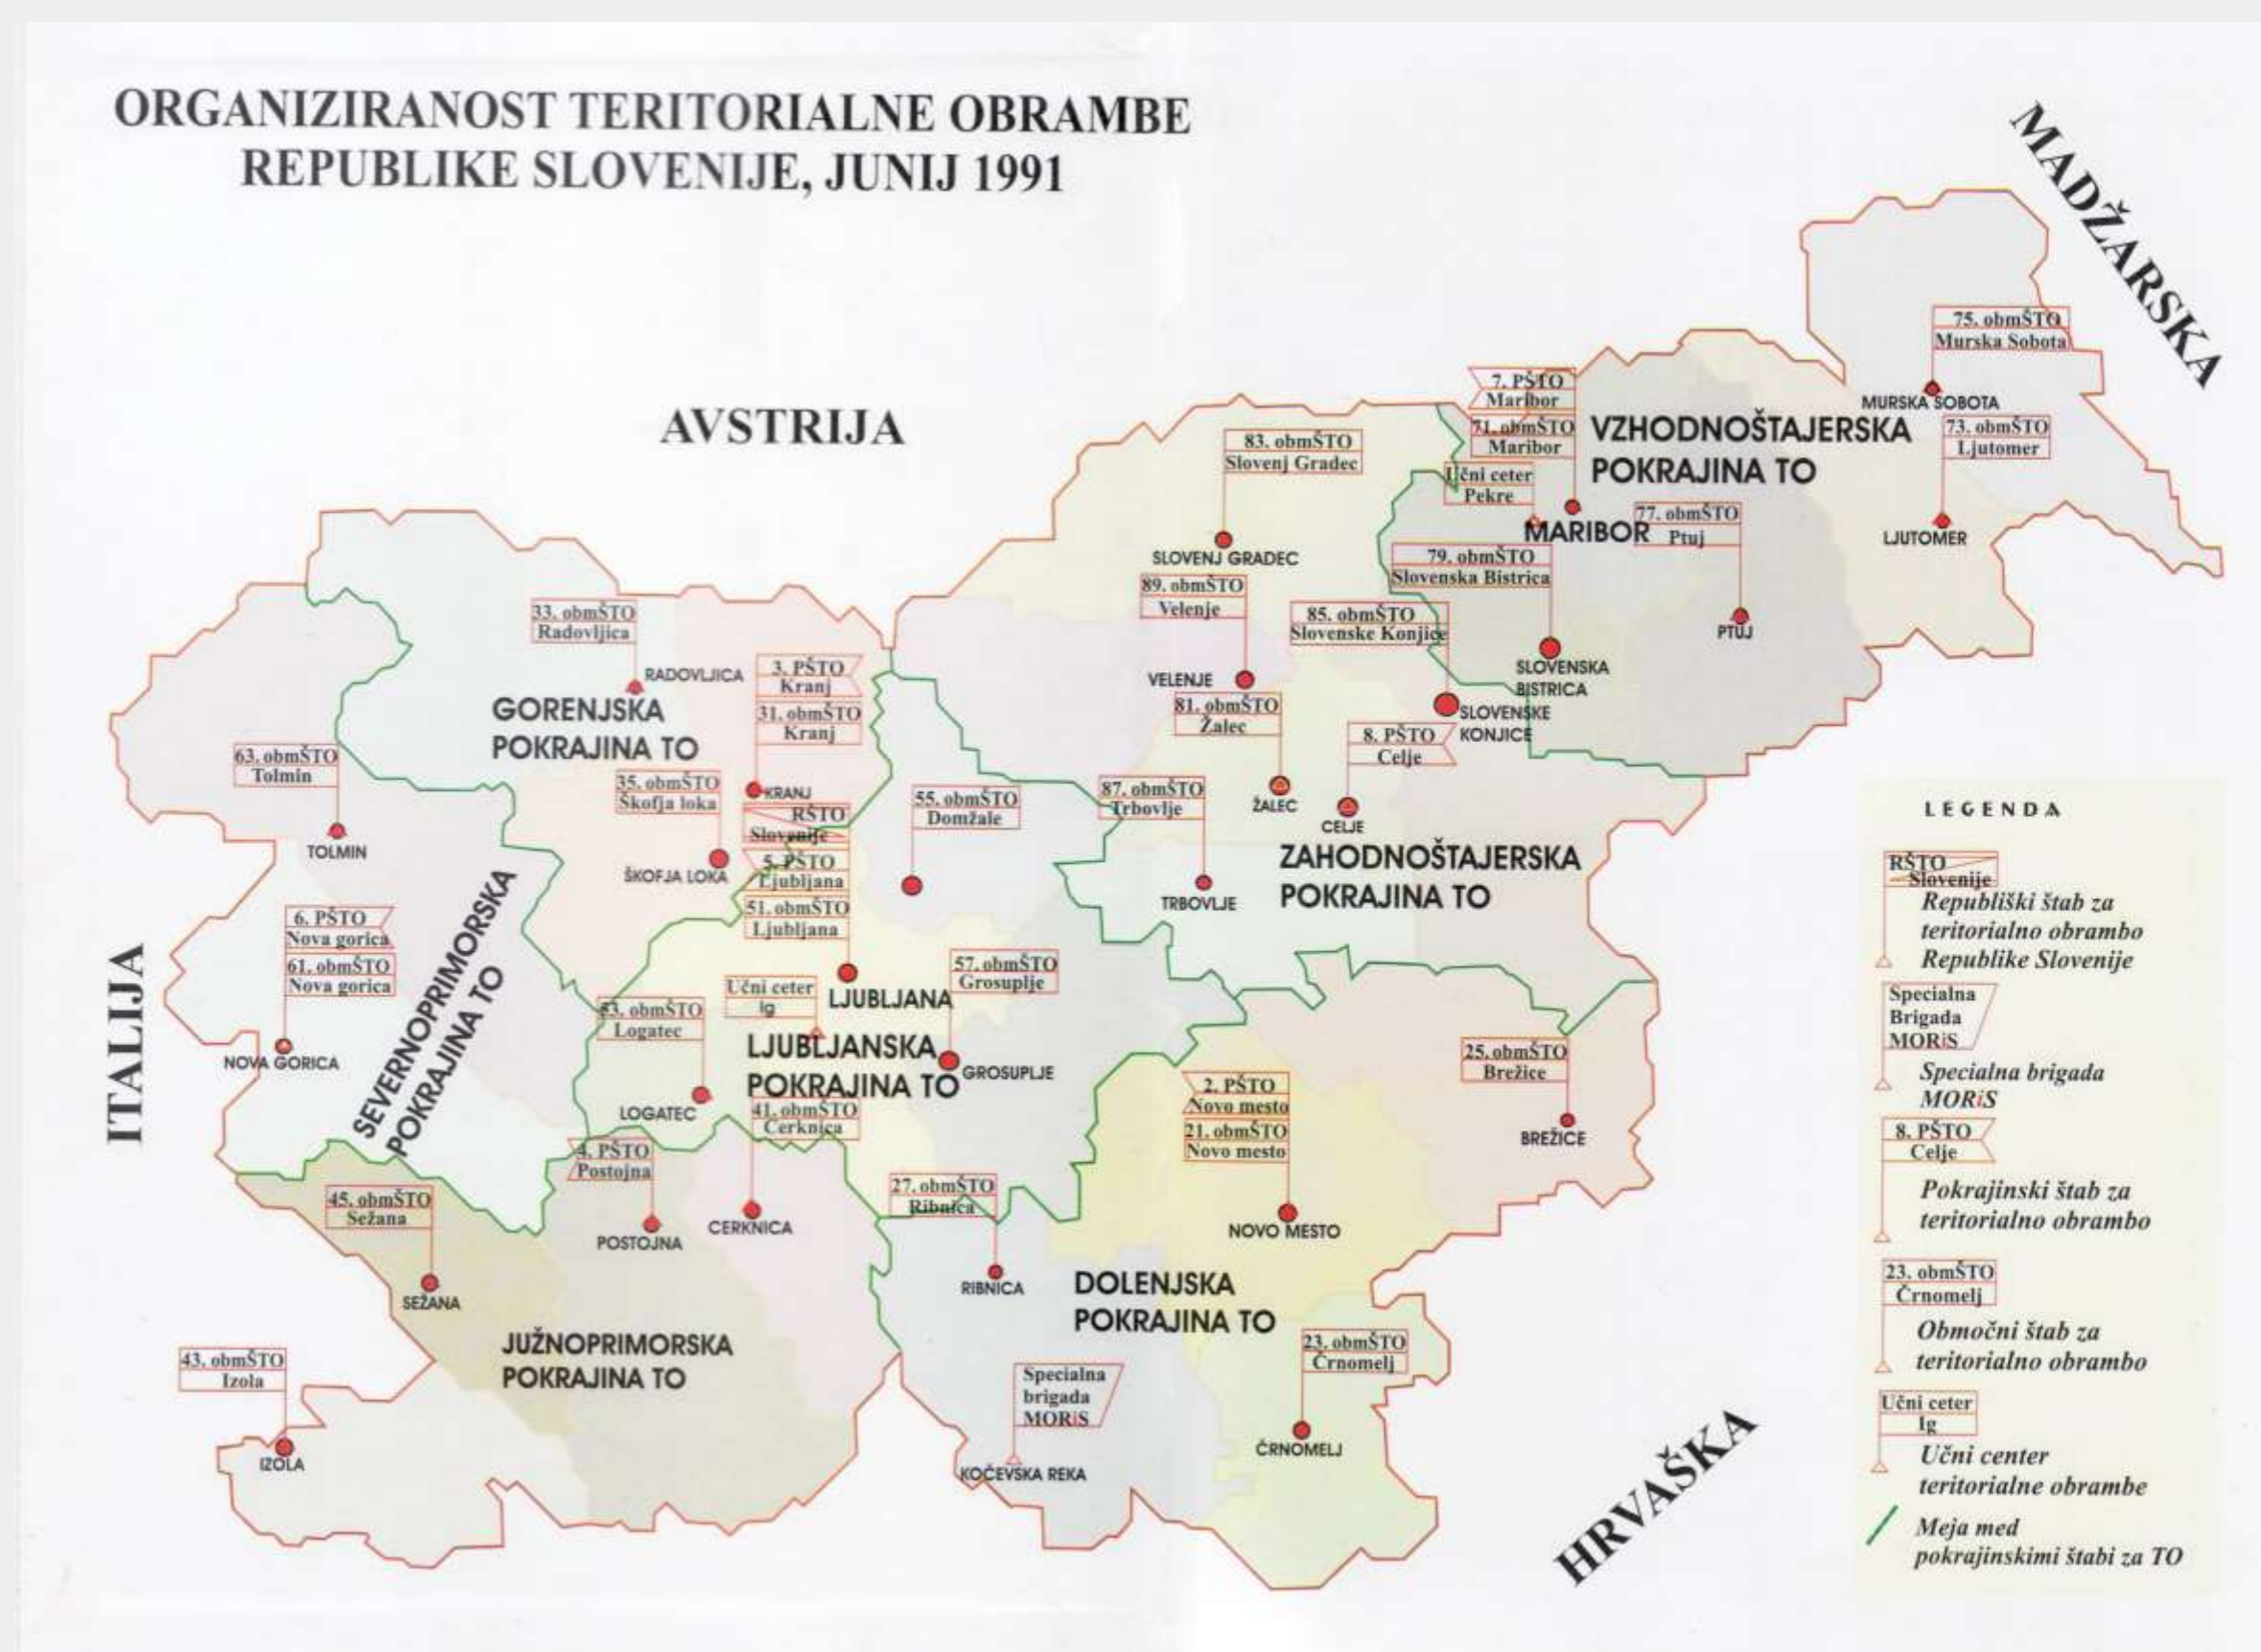 ORGANIZIRANOST TERITORIALNE OBRAMBE
REPUBLIKE SLOVENIJE, JUNIJ 1991
MADŽARSKA
AVSTRIJA
ITALIJA
HRVAŠKA
75. obmŠTO
Murska Sobota
MURSKA SOBOTA
73. obmŠTO
Ljutomer
LJUTOMER
7. PŠTO
Maribor
71. obmŠTO
Maribor
Učni ceter
Pekre
MARIBOR
VZHODNOŠTAJERSKA
POKRAJINA TO
77. obmŠTO
Ptuj
PTUJ
79. obmŠTO
Slovenska Bistrica
SLOVENSKA
BISTRICA
83. obmŠTO
Slovenj Gradec
SLOVENJ GRADEC
89. obmŠTO
Velenje
VELENJE
85. obmŠTO
Slovenske Konjice
SLOVENSKE
KONJICE
81. obmŠTO
Žalec
ŽALEC
8. PŠTO
Celje
CELJE
87. obmŠTO
Trbovlje
TRBOVLJE
ZAHODNOŠTAJERSKA
POKRAJINA TO
33. obmŠTO
Radovljica
RADOVLJICA
GORENJSKA
POKRAJINA TO
3. PŠTO
Kranj
31. obmŠTO
Kranj
KRANJ
35. obmŠTO
Škofja loka
ŠKOFJA LOKA
63. obmŠTO
Tolmin
TOLMIN
6. PŠTO
Nova gorica
61. obmŠTO
Nova gorica
NOVA GORICA
SEVERNOPRIMORSKA
POKRAJINA TO
RŠTO
Slovenije
5. PŠTO
Ljubljana
51. obmŠTO
Ljubljana
LJUBLJANA
55. obmŠTO
Domžale
57. obmŠTO
Grosuplje
GROSUPLJE
Učni ceter
Ig
53. obmŠTO
Logatec
LOGATEC
LJUBLJANSKA
POKRAJINA TO
41. obmŠTO
Cerknica
CERKNICA
4. PŠTO
Postojna
POSTOJNA
45. obmŠTO
Sežana
SEŽANA
43. obmŠTO
Izola
IZOLA
JUŽNOPRIMORSKA
POKRAJINA TO
27. obmŠTO
Ribnica
RIBNICA
2. PŠTO
Novo mesto
21. obmŠTO
Novo mesto
NOVO MESTO
25. obmŠTO
Brežice
BREŽICE
DOLENJSKA
POKRAJINA TO
23. obmŠTO
Črnomelj
ČRNOMELJ
Specialna
brigada
MORiS
KOČEVSKA REKA
LEGENDA
RŠTO
Slovenije
Republiški štab za
teritorialno obrambo
Republike Slovenije
Specialna
Brigada
MORiS
Specialna brigada
MORiS
8. PŠTO
Celje
Pokrajinski štab za
teritorialno obrambo
23. obmŠTO
Črnomelj
Območni štab za
teritorialno obrambo
Učni ceter
Ig
Učni center
teritorialne obrambe
Meja med
pokrajinskimi štabi za TO